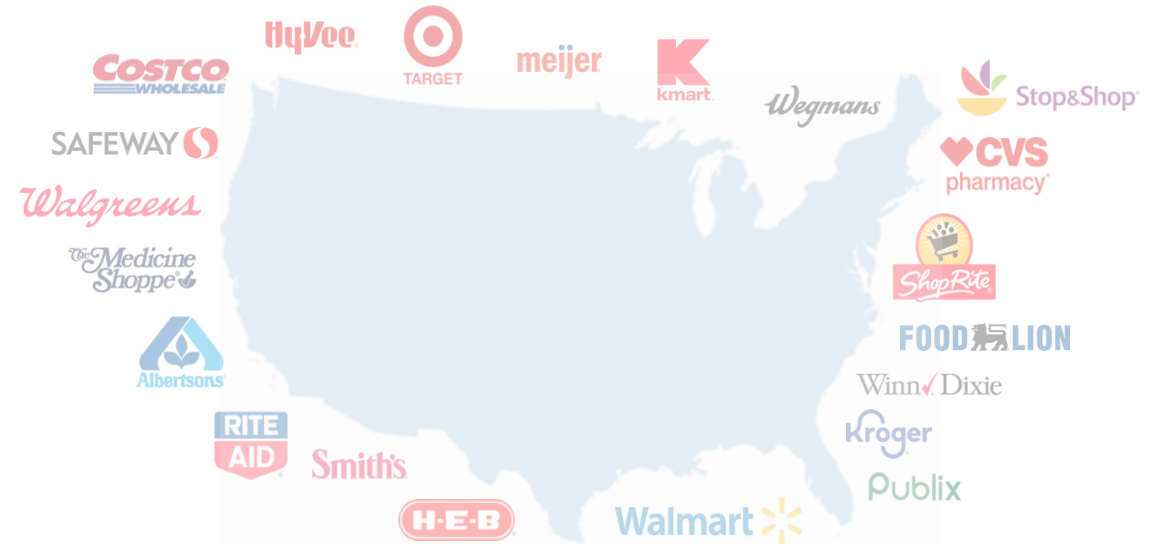 HyVee
TARGET
meijer
K
kmart
COSTCO
WHOLESALE
Wegmans
Stop&Shop
SAFEWAY
CVS
pharmacy
Walgreens
The Medicine
Shoppe
ShopRite
FOOD LION
Albertsons
Winn Dixie
RITE
AID
Kroger
Smith's
Publix
H-E-B
Walmart